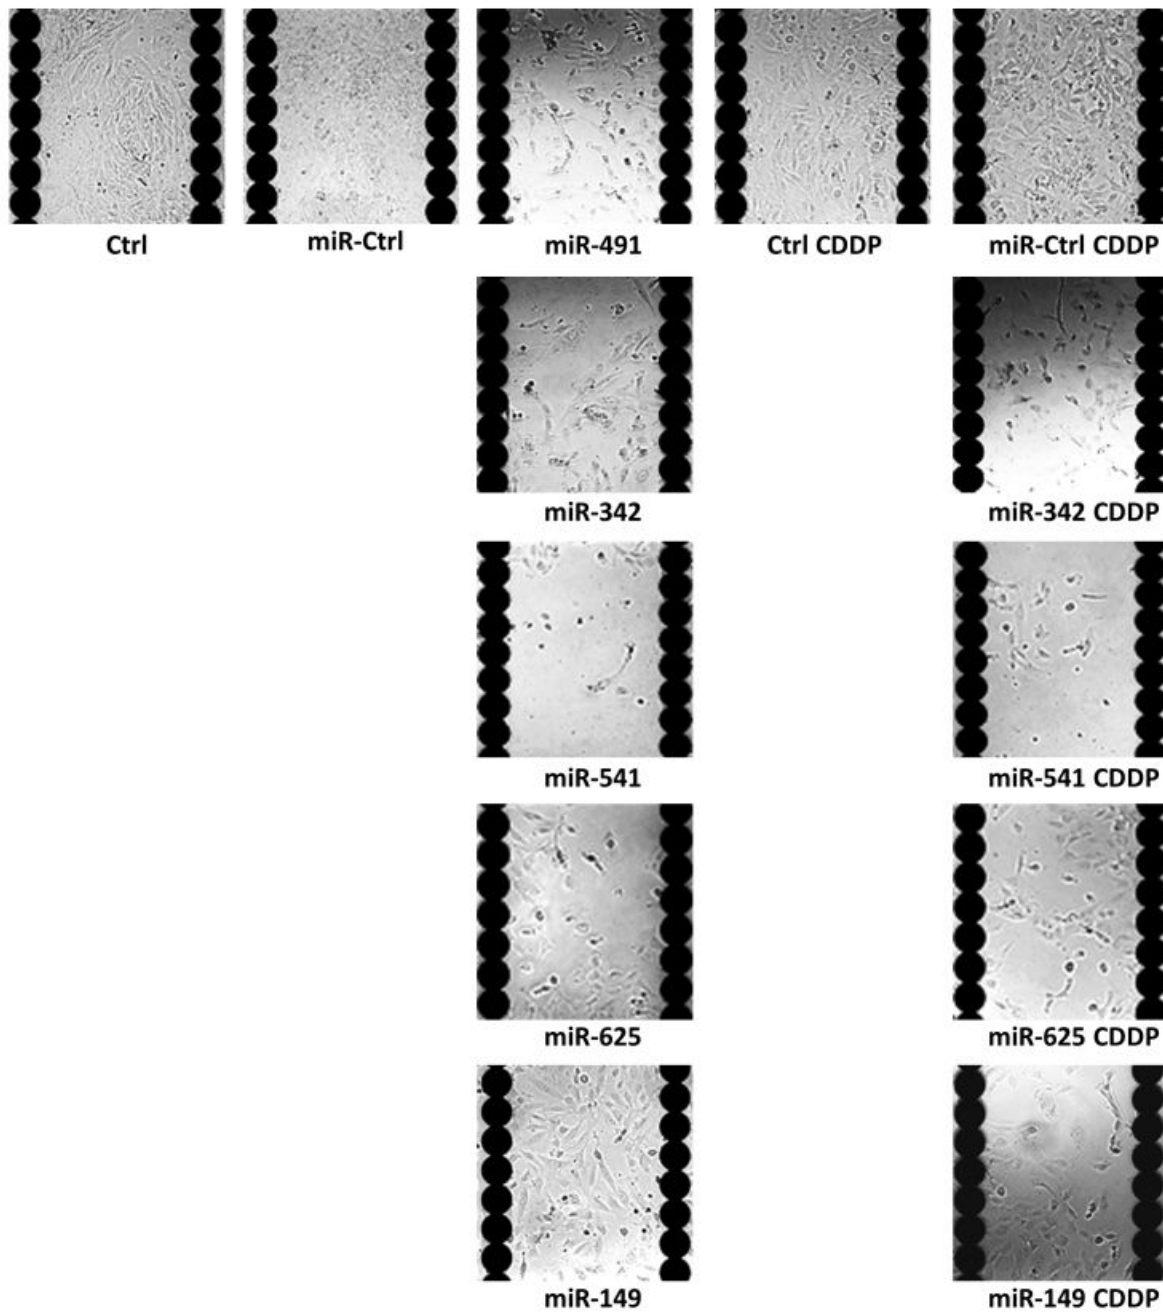 Ctrl
miR-Ctrl
miR-491
Ctrl CDDP
miR-Ctrl CDDP
miR-342
miR-342 CDDP
miR-541
miR-541 CDDP
miR-625
miR-625 CDDP
miR-149
miR-149 CDDP